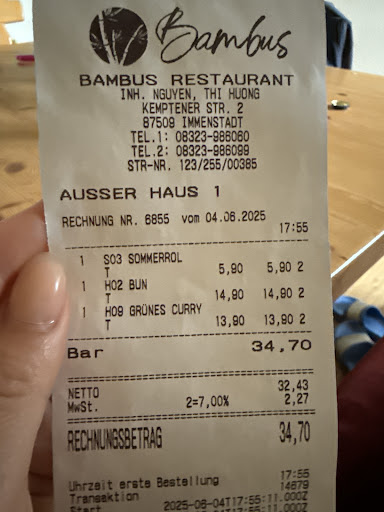 Bambus
BAMBUS RESTAURANT
INH. NGUYEN, THI HUONG
KEMPTENER STR. 2
87509 IMMENSTADT
TEL.1: 08323-986060
TEL.2: 08323-986099
STR-NR. 123/255/00385
AUSSER HAUS 1
RECHNUNG NR. 6855 vom 04.06.2025
17:55
1 S03 SOMMERROL
T 5,90 5,90 2
1 H02 BUN
T 14,90 14,90 2
1 H09 GRÜNES CURRY
T 13,90 13,90 2
Bar 34,70
NETTO 32,43
MwSt. 2=7,00% 2,27
RECHNUNGSBETRAG 34,70
Uhrzeit erste Bestellung 17:55
Transaktion 14679
Start 2025-06-04T17:55:11.000Z